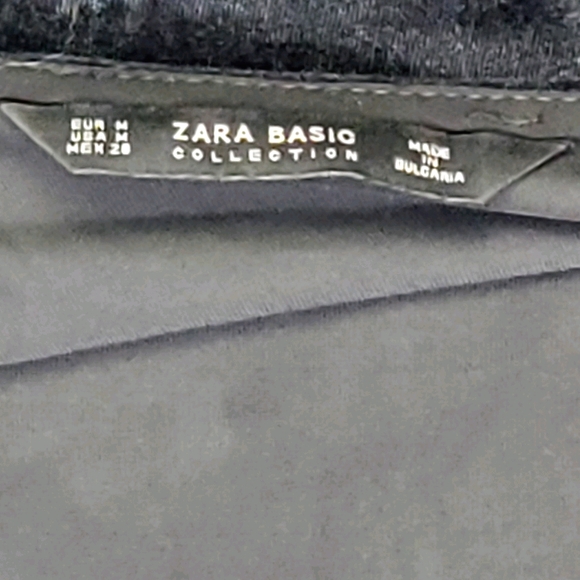 EUR M
USA M
MEX 28
ZARA BASIC
COLLECTION
MADE
IN
BULGARIA